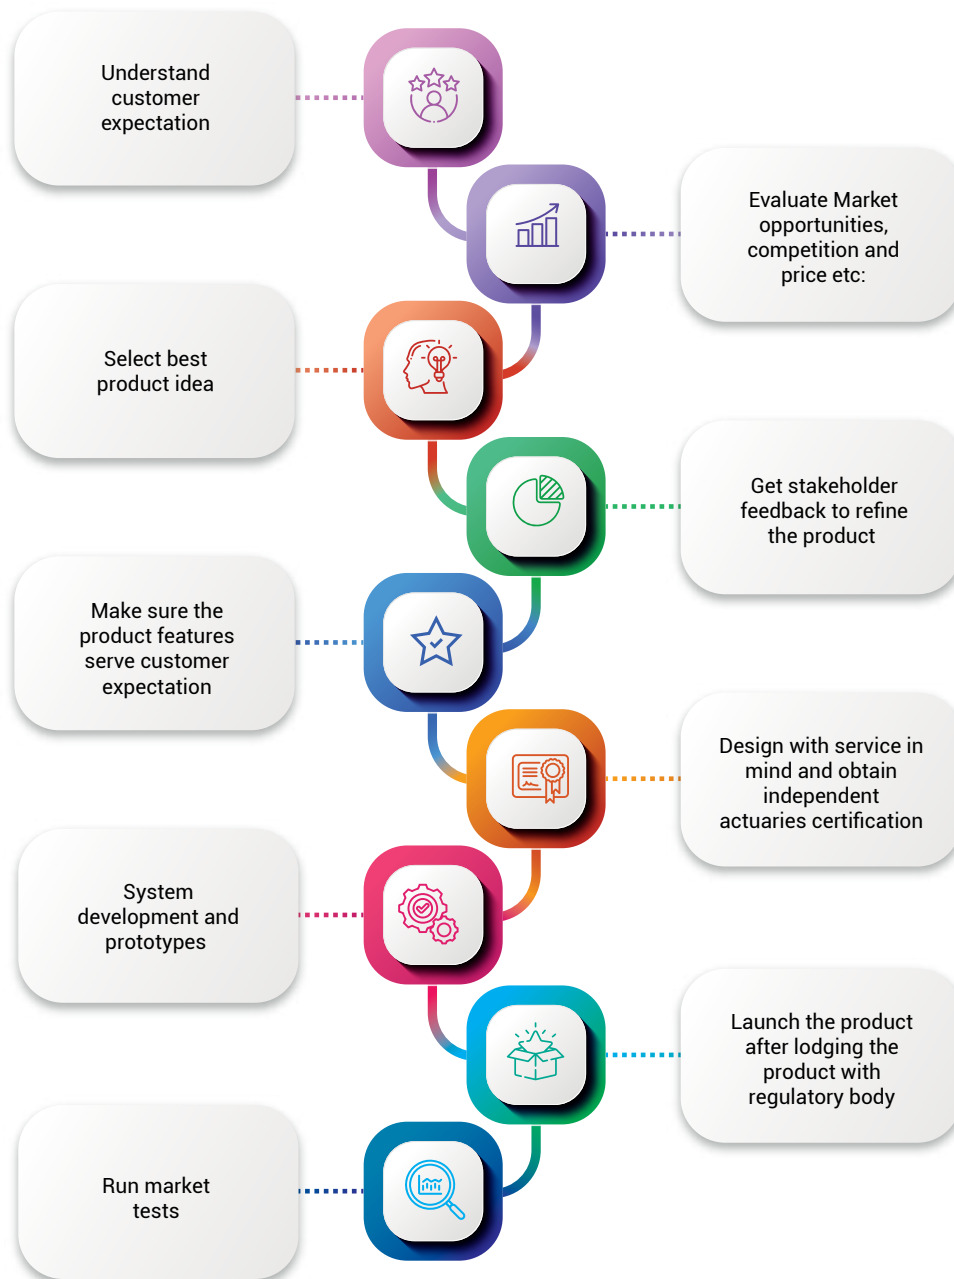 Understand
customer
expectation
Evaluate Market
opportunities,
competition and
price etc:
Select best
product idea
Get stakeholder
feedback to refine
the product
Make sure the
product features
serve customer
expectation
Design with service in
mind and obtain
independent
actuaries certification
System
development and
prototypes
Launch the product
after lodging the
product with
regulatory body
Run market
tests